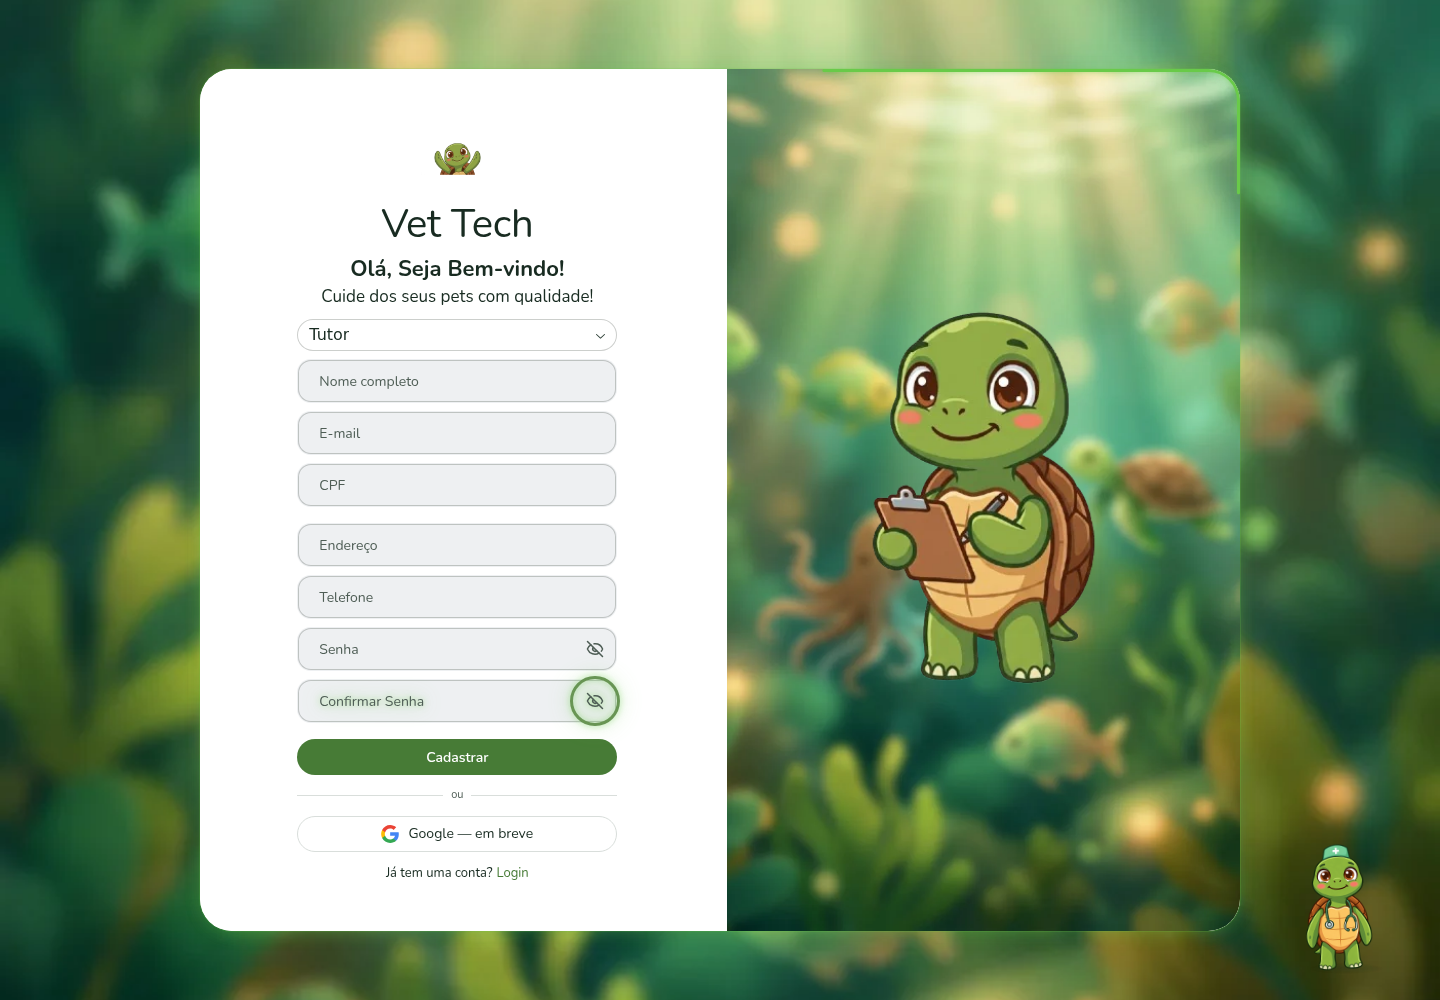 Vet Tech
Olá, Seja Bem-vindo!
Cuide dos seus pets com qualidade!
Tutor
Nome completo
E-mail
CPF
Endereço
Telefone
Senha
Confirmar Senha
Cadastrar
ou
Google — em breve
Já tem uma conta? Login